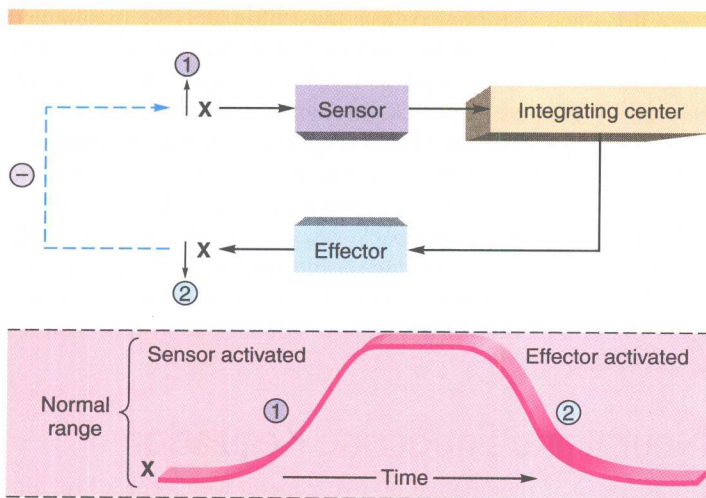 1
X
Sensor
Integrating center
−
X
Effector
2
Sensor activated
Effector activated
Normal
range
1
2
X
Time